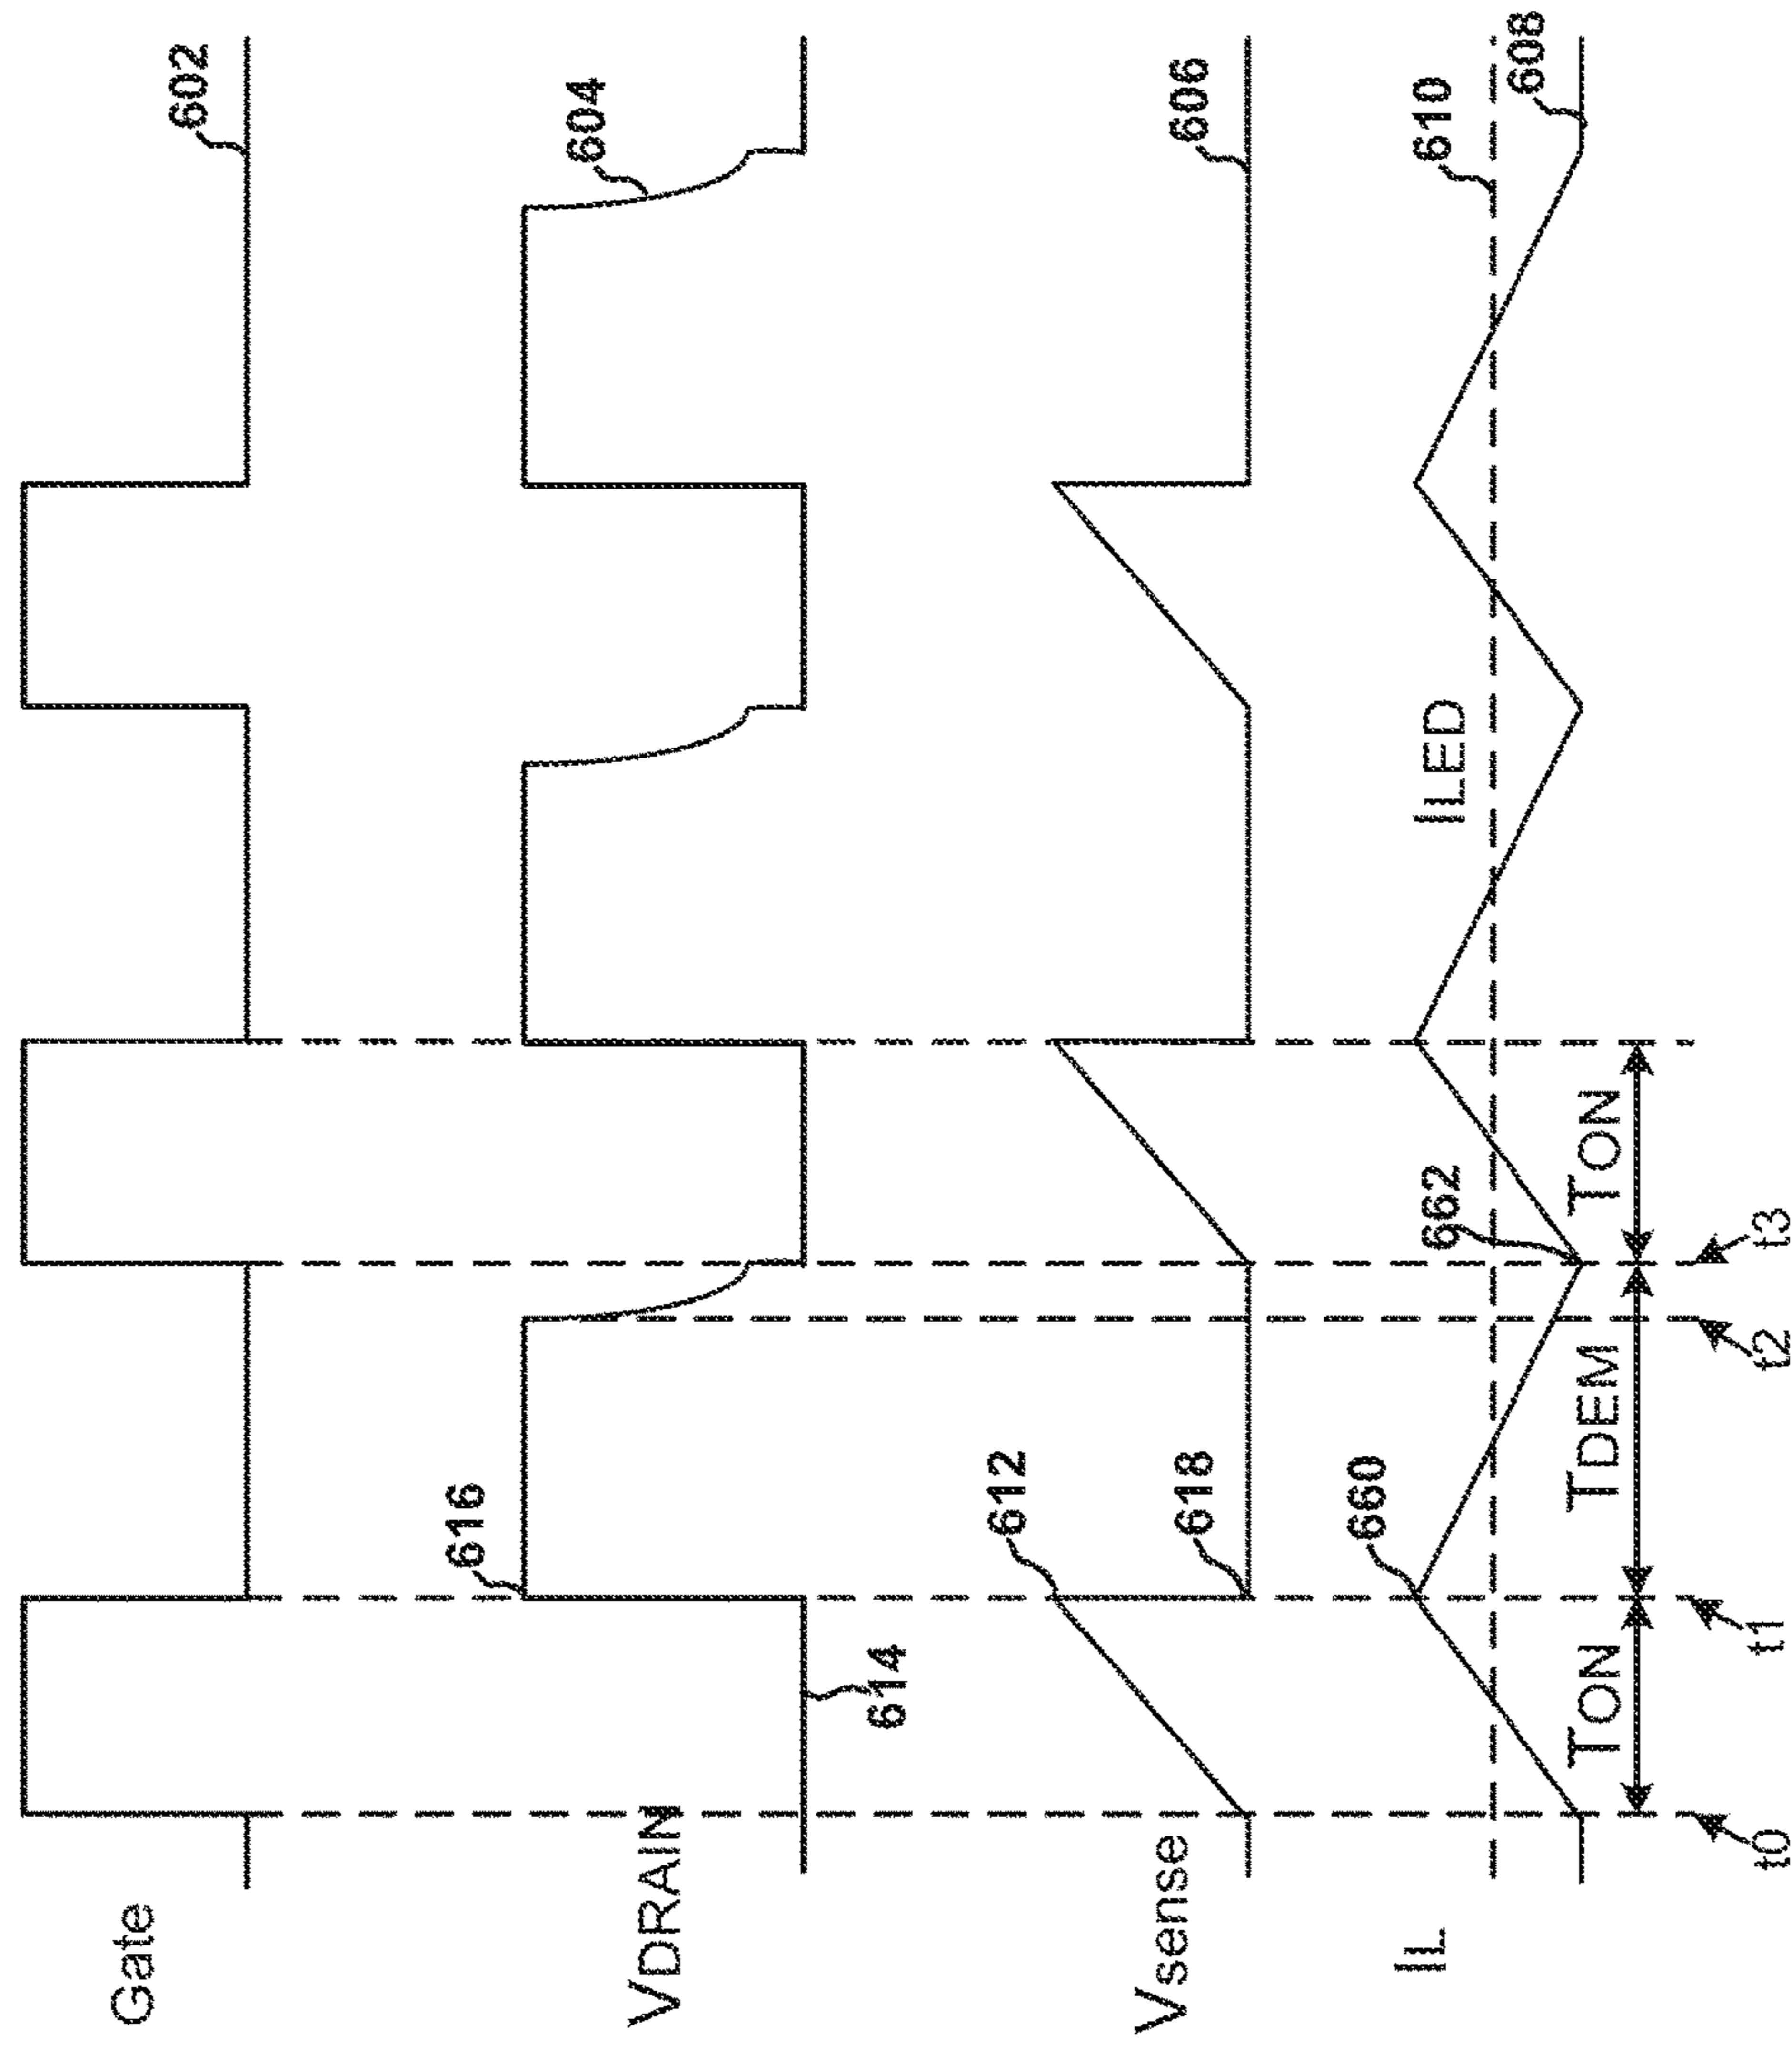 Gate
602
VDRAIN
604
616
614
Vsense
606
612
618
IL
ILED
610
608
660
662
TON
TDEM
TON
t0
t1
t2
t3